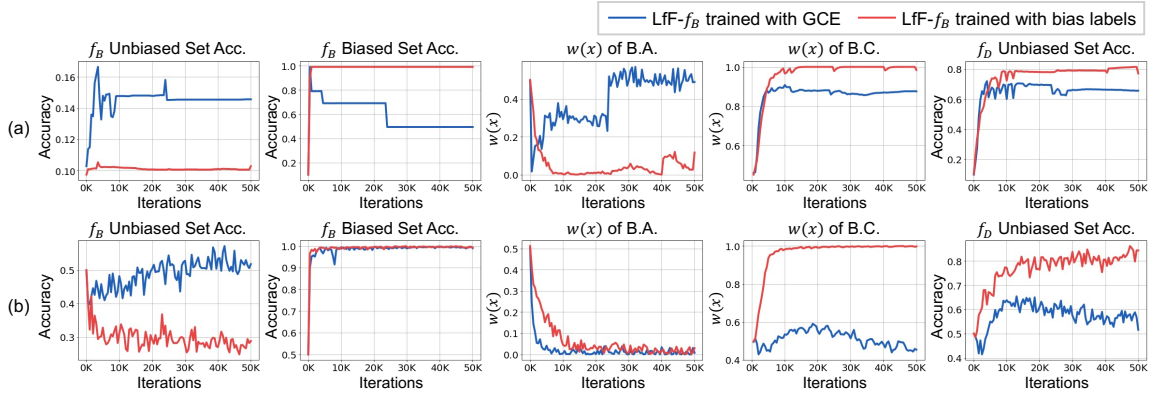 LfF-f_B trained with GCE LfF-f_B trained with bias labels
f_B Unbiased Set Acc. f_B Biased Set Acc. w(x) of B.A. w(x) of B.C. f_D Unbiased Set Acc.
(a)
Accuracy
0.16
0.14
0.12
0.10
0K 10K 20K 30K 40K 50K
Iterations
Accuracy
1.0
0.8
0.6
0.4
0.2
0K 10K 20K 30K 40K 50K
Iterations
w(x)
0.4
0.2
0.0
0K 10K 20K 30K 40K 50K
Iterations
w(x)
1.0
0.8
0.6
0K 10K 20K 30K 40K 50K
Iterations
Accuracy
0.8
0.6
0.4
0.2
0K 10K 20K 30K 40K 50K
Iterations
f_B Unbiased Set Acc. f_B Biased Set Acc. w(x) of B.A. w(x) of B.C. f_D Unbiased Set Acc.
(b)
Accuracy
0.5
0.4
0.3
0K 10K 20K 30K 40K 50K
Iterations
Accuracy
1.0
0.9
0.8
0.7
0.6
0.5
0K 10K 20K 30K 40K 50K
Iterations
w(x)
0.5
0.4
0.3
0.2
0.1
0.0
0K 10K 20K 30K 40K 50K
Iterations
w(x)
1.0
0.8
0.6
0.4
0K 10K 20K 30K 40K 50K
Iterations
Accuracy
0.8
0.7
0.6
0.5
0.4
0K 10K 20K 30K 40K 50K
Iterations